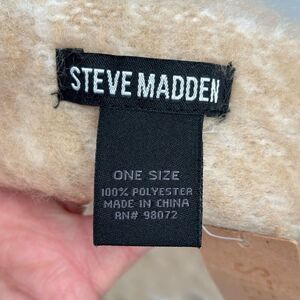 STEVE MADDEN
ONE SIZE
100% POLYESTER
MADE IN CHINA
RN# 98072